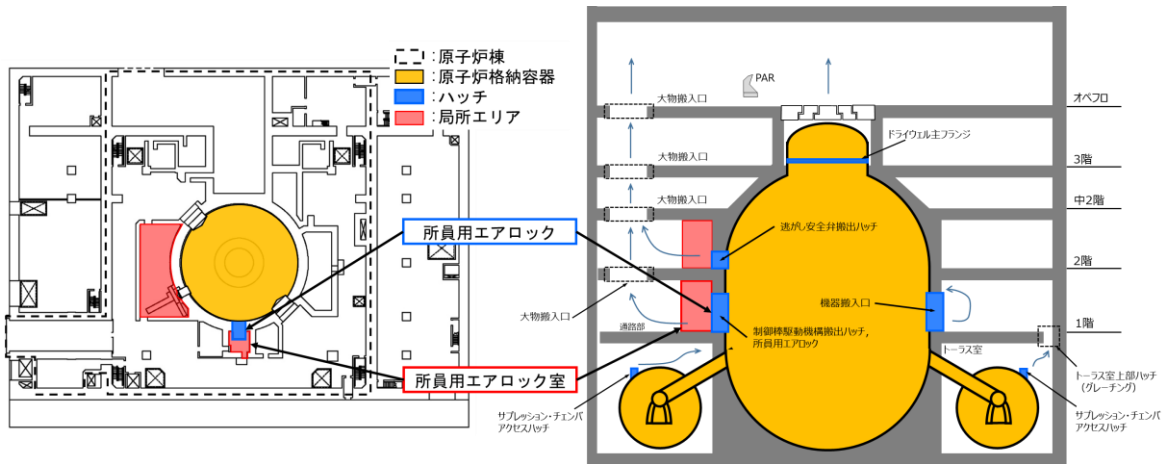 ：原子炉棟
：原子炉格納容器
：ハッチ
：局所エリア
所員用エアロック
所員用エアロック室
PAR
大物搬入口
オペフロ
ドライウェル主フランジ
大物搬入口
3階
大物搬入口
中2階
逃がし安全弁搬出ハッチ
2階
大物搬入口
機器搬入口
通路部
制御棒駆動機構搬出ハッチ,
所員用エアロック
1階
トーラス室
トーラス室上部ハッチ
(グレーチング)
サプレッション・チェンバ
アクセスハッチ
サプレッション・チェンバ
アクセスハッチ